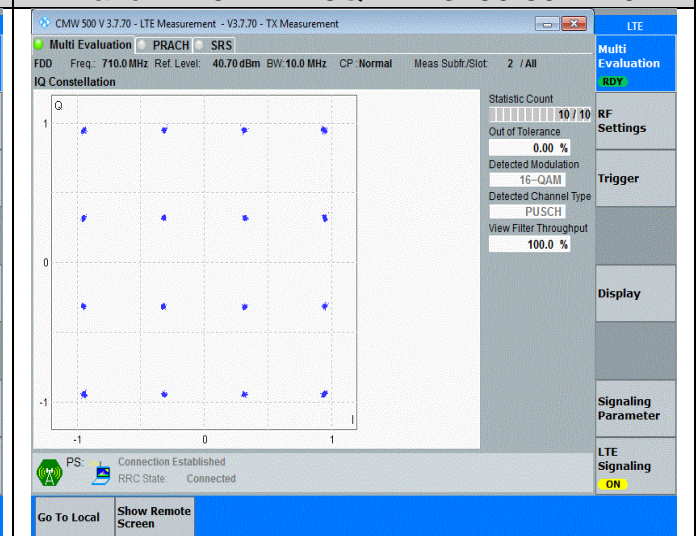 CMW 500 V 3.7.70 - LTE Measurement - V3.7.70 - TX Measurement
LTE
Multi Evaluation PRACH SRS
FDD Freq.: 710.0 MHz Ref. Level: 40.70 dBm BW: 10.0 MHz CP : Normal Meas Subfr./Slot: 2 / All
IQ Constellation
Q
1
0
-1
-1 0 1
I
Statistic Count
10 / 10
Out of Tolerance
0.00 %
Detected Modulation
16-QAM
Detected Channel Type
PUSCH
View Filter Throughput
100.0 %
Multi
Evaluation
RDY
RF
Settings
Trigger
Display
Signaling
Parameter
LTE
Signaling
ON
PS: Connection Established
RRC State: Connected
Go To Local
Show Remote
Screen